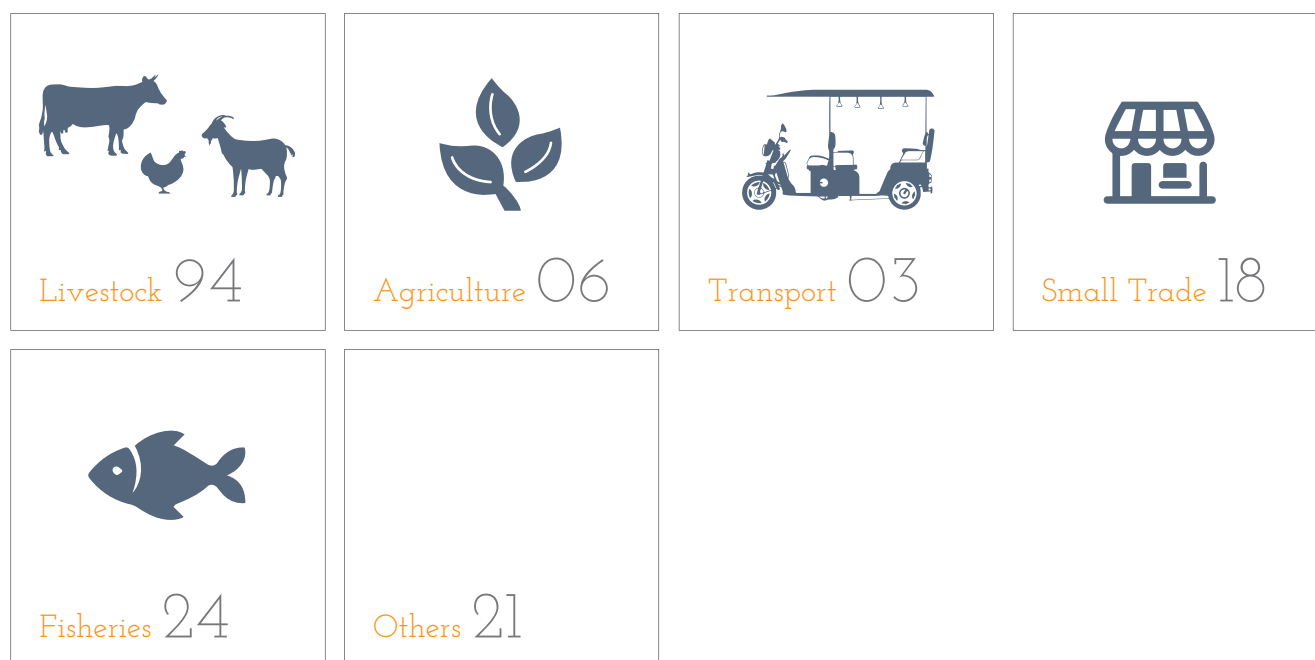 Livestock 94
Agriculture 06
Transport 03
Small Trade 18
Fisheries 24
Others 21